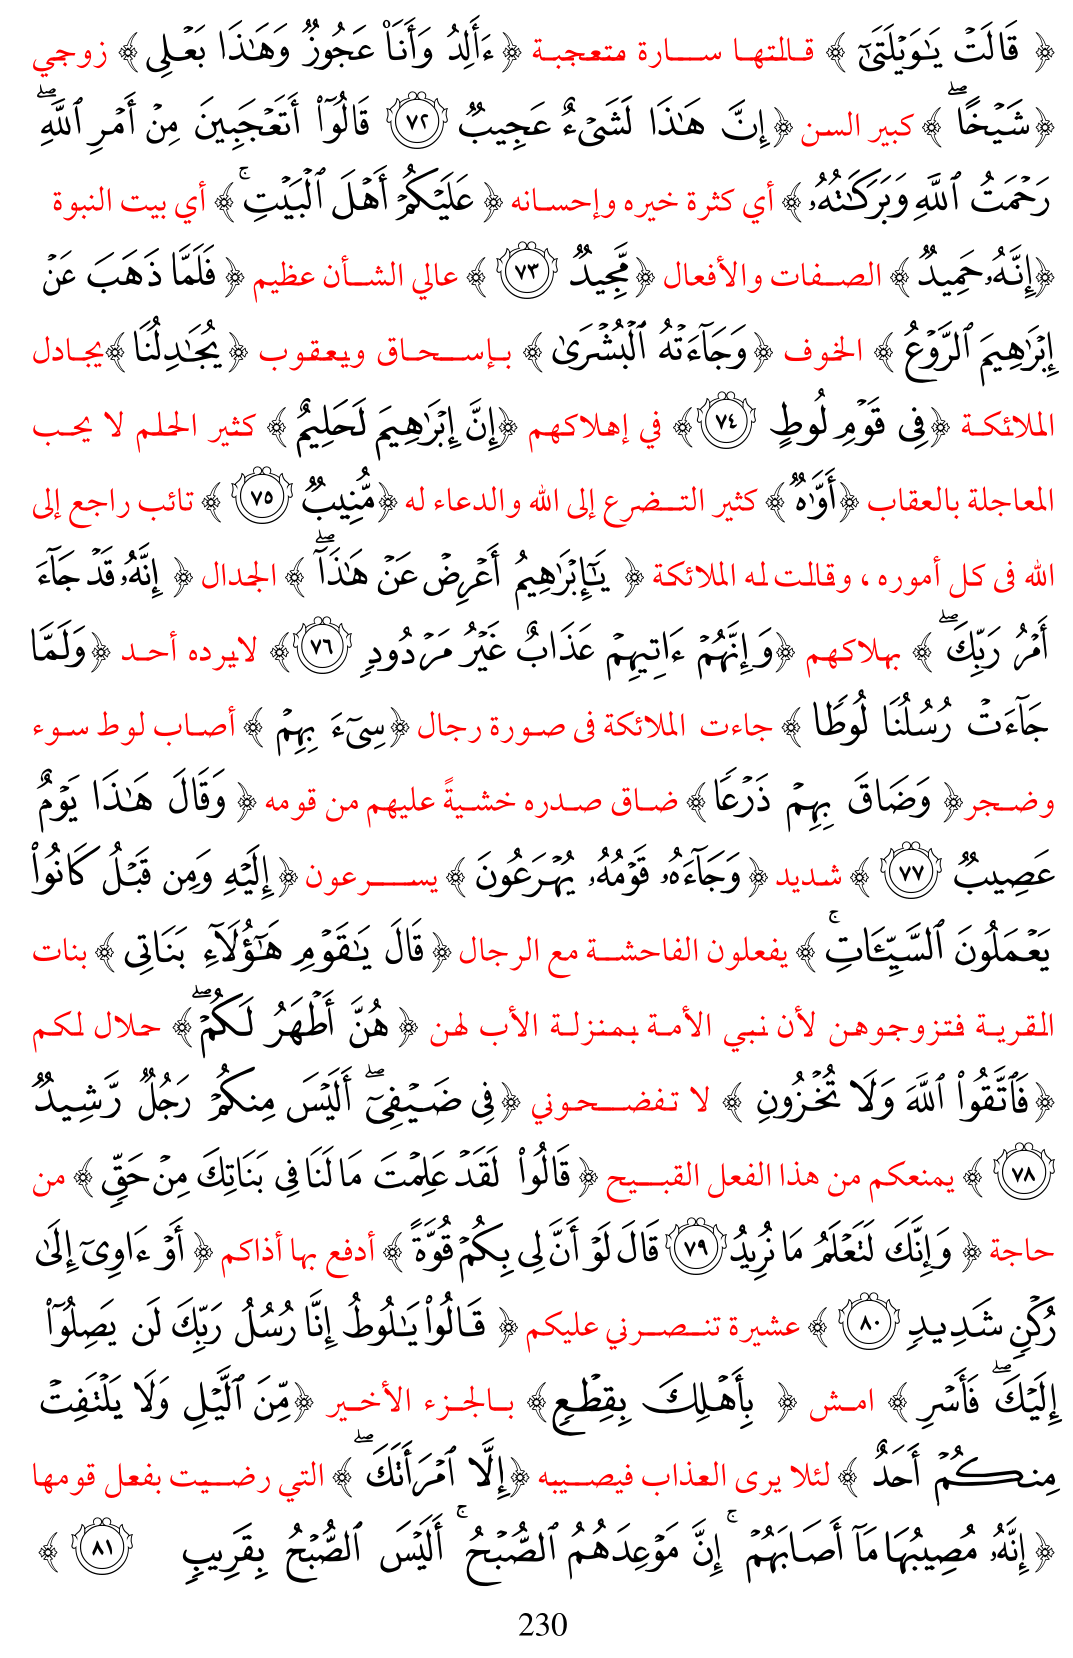 ﴿ قَالَتۡ يَٰوَيۡلَتَىٰٓ ﴾ قالتها سارة متعجبة ﴿ ءَأَلِدُ وَأَنَا۠ عَجُوزٞ وَهَٰذَا بَعۡلِي ﴾ زوجي
﴿ شَيۡخًاۖ ﴾ كبير السن ﴿ إِنَّ هَٰذَا لَشَيۡءٌ عَجِيبٞ ٧٢ قَالُوٓاْ أَتَعۡجَبِينَ مِنۡ أَمۡرِ ٱللَّهِۖ
رَحۡمَتُ ٱللَّهِ وَبَرَكَٰتُهُۥ ﴾ أي كثرة خيره وإحسانه ﴿ عَلَيۡكُمۡ أَهۡلَ ٱلۡبَيۡتِۚ ﴾ أي بيت النبوة
﴿ إِنَّهُۥ حَمِيدٞ ﴾ الصفات والأفعال ﴿ مَّجِيدٞ ٧٣ ﴾ عالي الشأن عظيم ﴿ فَلَمَّا ذَهَبَ عَنۡ
إِبۡرَٰهِيمَ ٱلرَّوۡعُ ﴾ الخوف ﴿ وَجَآءَتۡهُ ٱلۡبُشۡرَىٰ ﴾ بإسحاق ويعقوب ﴿ يُجَٰدِلُنَا ﴾ يجادل
الملائكة ﴿ فِي قَوۡمِ لُوطٍ ٧٤ ﴾ في إهلاكهم ﴿ إِنَّ إِبۡرَٰهِيمَ لَحَلِيمٌ ﴾ كثير الحلم لا يحب
المعاجلة بالعقاب ﴿ أَوَّٰهٞ ﴾ كثير التضرع إلى الله والدعاء له ﴿ مُّنِيبٞ ٧٥ ﴾ تائب راجع إلى
الله فى كل أموره ، وقالت له الملائكة ﴿ يَٰٓإِبۡرَٰهِيمُ أَعۡرِضۡ عَنۡ هَٰذَآۖ ﴾ الجدال ﴿ إِنَّهُۥ قَدۡ جَآءَ
أَمۡرُ رَبِّكَۖ ﴾ بهلاكهم ﴿ وَإِنَّهُمۡ ءَاتِيهِمۡ عَذَابٌ غَيۡرُ مَرۡدُودٖ ٧٦ ﴾ لايرده أحد ﴿ وَلَمَّا
جَآءَتۡ رُسُلُنَا لُوطٗا ﴾ جاءت الملائكة فى صورة رجال ﴿ سِيٓءَ بِهِمۡ ﴾ أصاب لوط سوء
وضجر ﴿ وَضَاقَ بِهِمۡ ذَرۡعٗا ﴾ ضاق صدره خشيةً عليهم من قومه ﴿ وَقَالَ هَٰذَا يَوۡمٌ
عَصِيبٞ ٧٧ ﴾ شديد ﴿ وَجَآءَهُۥ قَوۡمُهُۥ يُهۡرَعُونَ ﴾ يسرعون ﴿ إِلَيۡهِ وَمِن قَبۡلُ كَانُواْ
يَعۡمَلُونَ ٱلسَّيِّـَٔاتِۚ ﴾ يفعلون الفاحشة مع الرجال ﴿ قَالَ يَٰقَوۡمِ هَٰٓؤُلَآءِ بَنَاتِي ﴾ بنات
القرية فتزوجوهن لأن نبي الأمة بمنزلة الأب لهن ﴿ هُنَّ أَطۡهَرُ لَكُمۡۖ ﴾ حلال لكم
﴿ فَٱتَّقُواْ ٱللَّهَ وَلَا تُخۡزُونِ ﴾ لا تفضحوني ﴿ فِي ضَيۡفِيٓۖ أَلَيۡسَ مِنكُمۡ رَجُلٞ رَّشِيدٞ
٧٨ ﴾ يمنعكم من هذا الفعل القبيح ﴿ قَالُواْ لَقَدۡ عَلِمۡتَ مَا لَنَا فِي بَنَاتِكَ مِنۡ حَقّٖ ﴾ من
حاجة ﴿ وَإِنَّكَ لَتَعۡلَمُ مَا نُرِيدُ ٧٩ قَالَ لَوۡ أَنَّ لِي بِكُمۡ قُوَّةً ﴾ أدفع بها أذاكم ﴿ أَوۡ ءَاوِيٓ إِلَىٰ
رُكۡنٖ شَدِيدٖ ٨٠ ﴾ عشيرة تنصرني عليكم ﴿ قَالُواْ يَٰلُوطُ إِنَّا رُسُلُ رَبِّكَ لَن يَصِلُوٓاْ
إِلَيۡكَۖ فَأَسۡرِ ﴾ امش ﴿ بِأَهۡلِكَ بِقِطۡعٖ ﴾ بالجزء الأخير ﴿ مِّنَ ٱلَّيۡلِ وَلَا يَلۡتَفِتۡ
مِنكُمۡ أَحَدٌ ﴾ لئلا يرى العذاب فيصيبه ﴿ إِلَّا ٱمۡرَأَتَكَۖ ﴾ التي رضيت بفعل قومها
﴿ إِنَّهُۥ مُصِيبُهَا مَآ أَصَابَهُمۡۚ إِنَّ مَوۡعِدَهُمُ ٱلصُّبۡحُۚ أَلَيۡسَ ٱلصُّبۡحُ بِقَرِيبٖ ٨١ ﴾
230